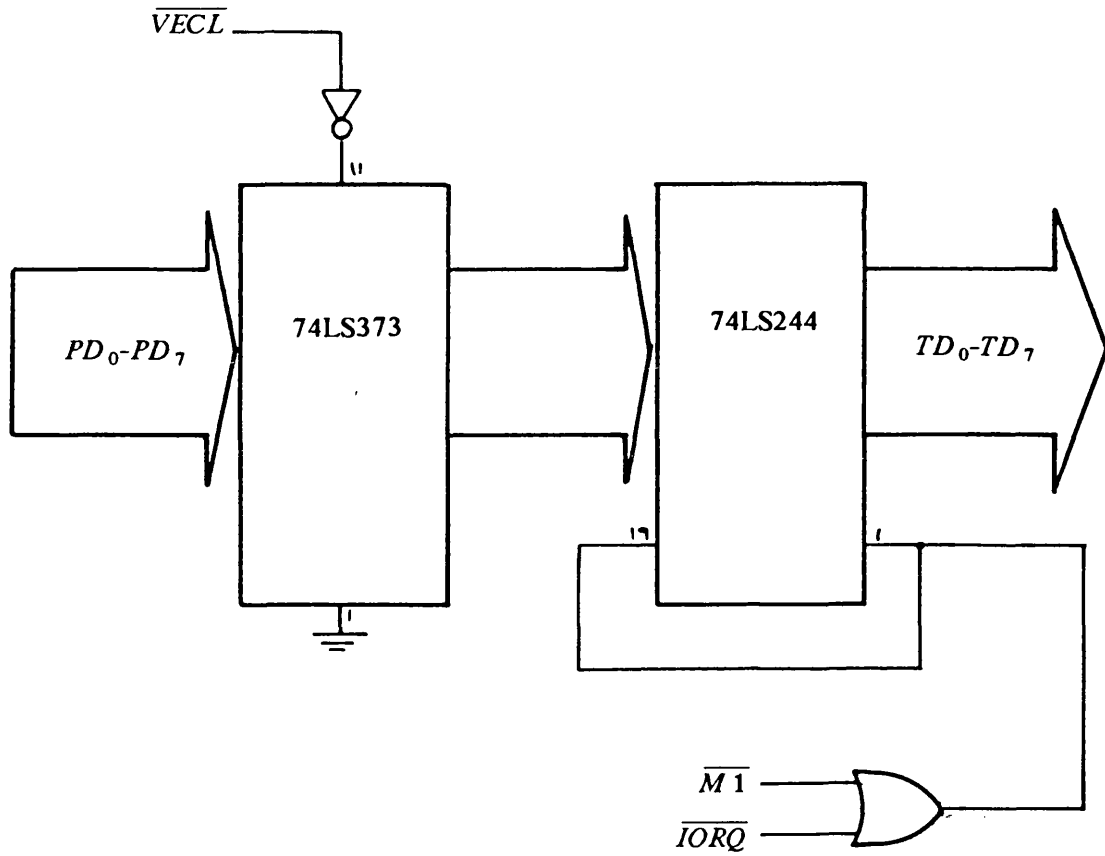 VECL
11
74LS373
74LS244
PD0-PD7
TD0-TD7
19
1
1
M1
IORQ